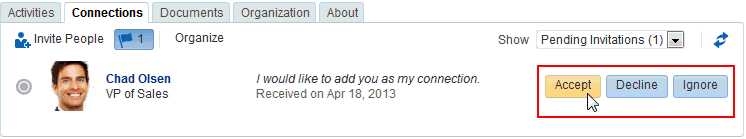 Activities Connections Documents Organization About
Invite People 1 Organize Show Pending Invitations (1)
Chad Olsen I would like to add you as my connection. Accept Decline Ignore
VP of Sales Received on Apr 18, 2013